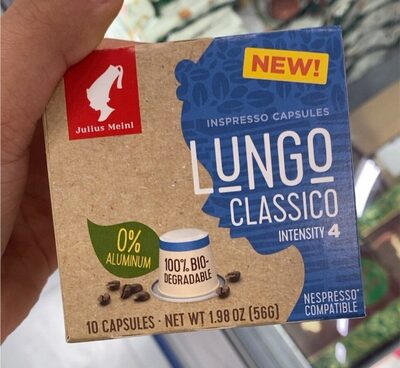 NEW!
Julius Meinl
INSPRESSO CAPSULES
LUNGO
CLASSICO
INTENSITY 4
0%
ALUMINUM
100% BIO-
DEGRADABLE
NESPRESSO*
COMPATIBLE
10 CAPSULES · NET WT 1.98 OZ (56G)